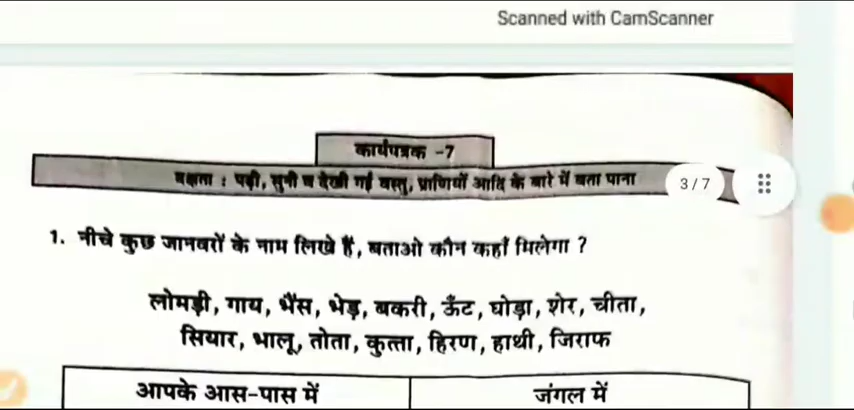 Scanned with CamScanner
कार्यपत्रक -7
दक्षता : पढ़ी, सुनी व देखी गई वस्तु, प्राणियों आदि के बारे में बता पाना
3 / 7
1. नीचे कुछ जानवरों के नाम लिखे हैं, बताओ कौन कहाँ मिलेगा ?
लोमड़ी, गाय, भैंस, भेड़, बकरी, ऊँट, घोड़ा, शेर, चीता,
सियार, भालू, तोता, कुत्ता, हिरण, हाथी, जिराफ
आपके आस-पास में
जंगल में